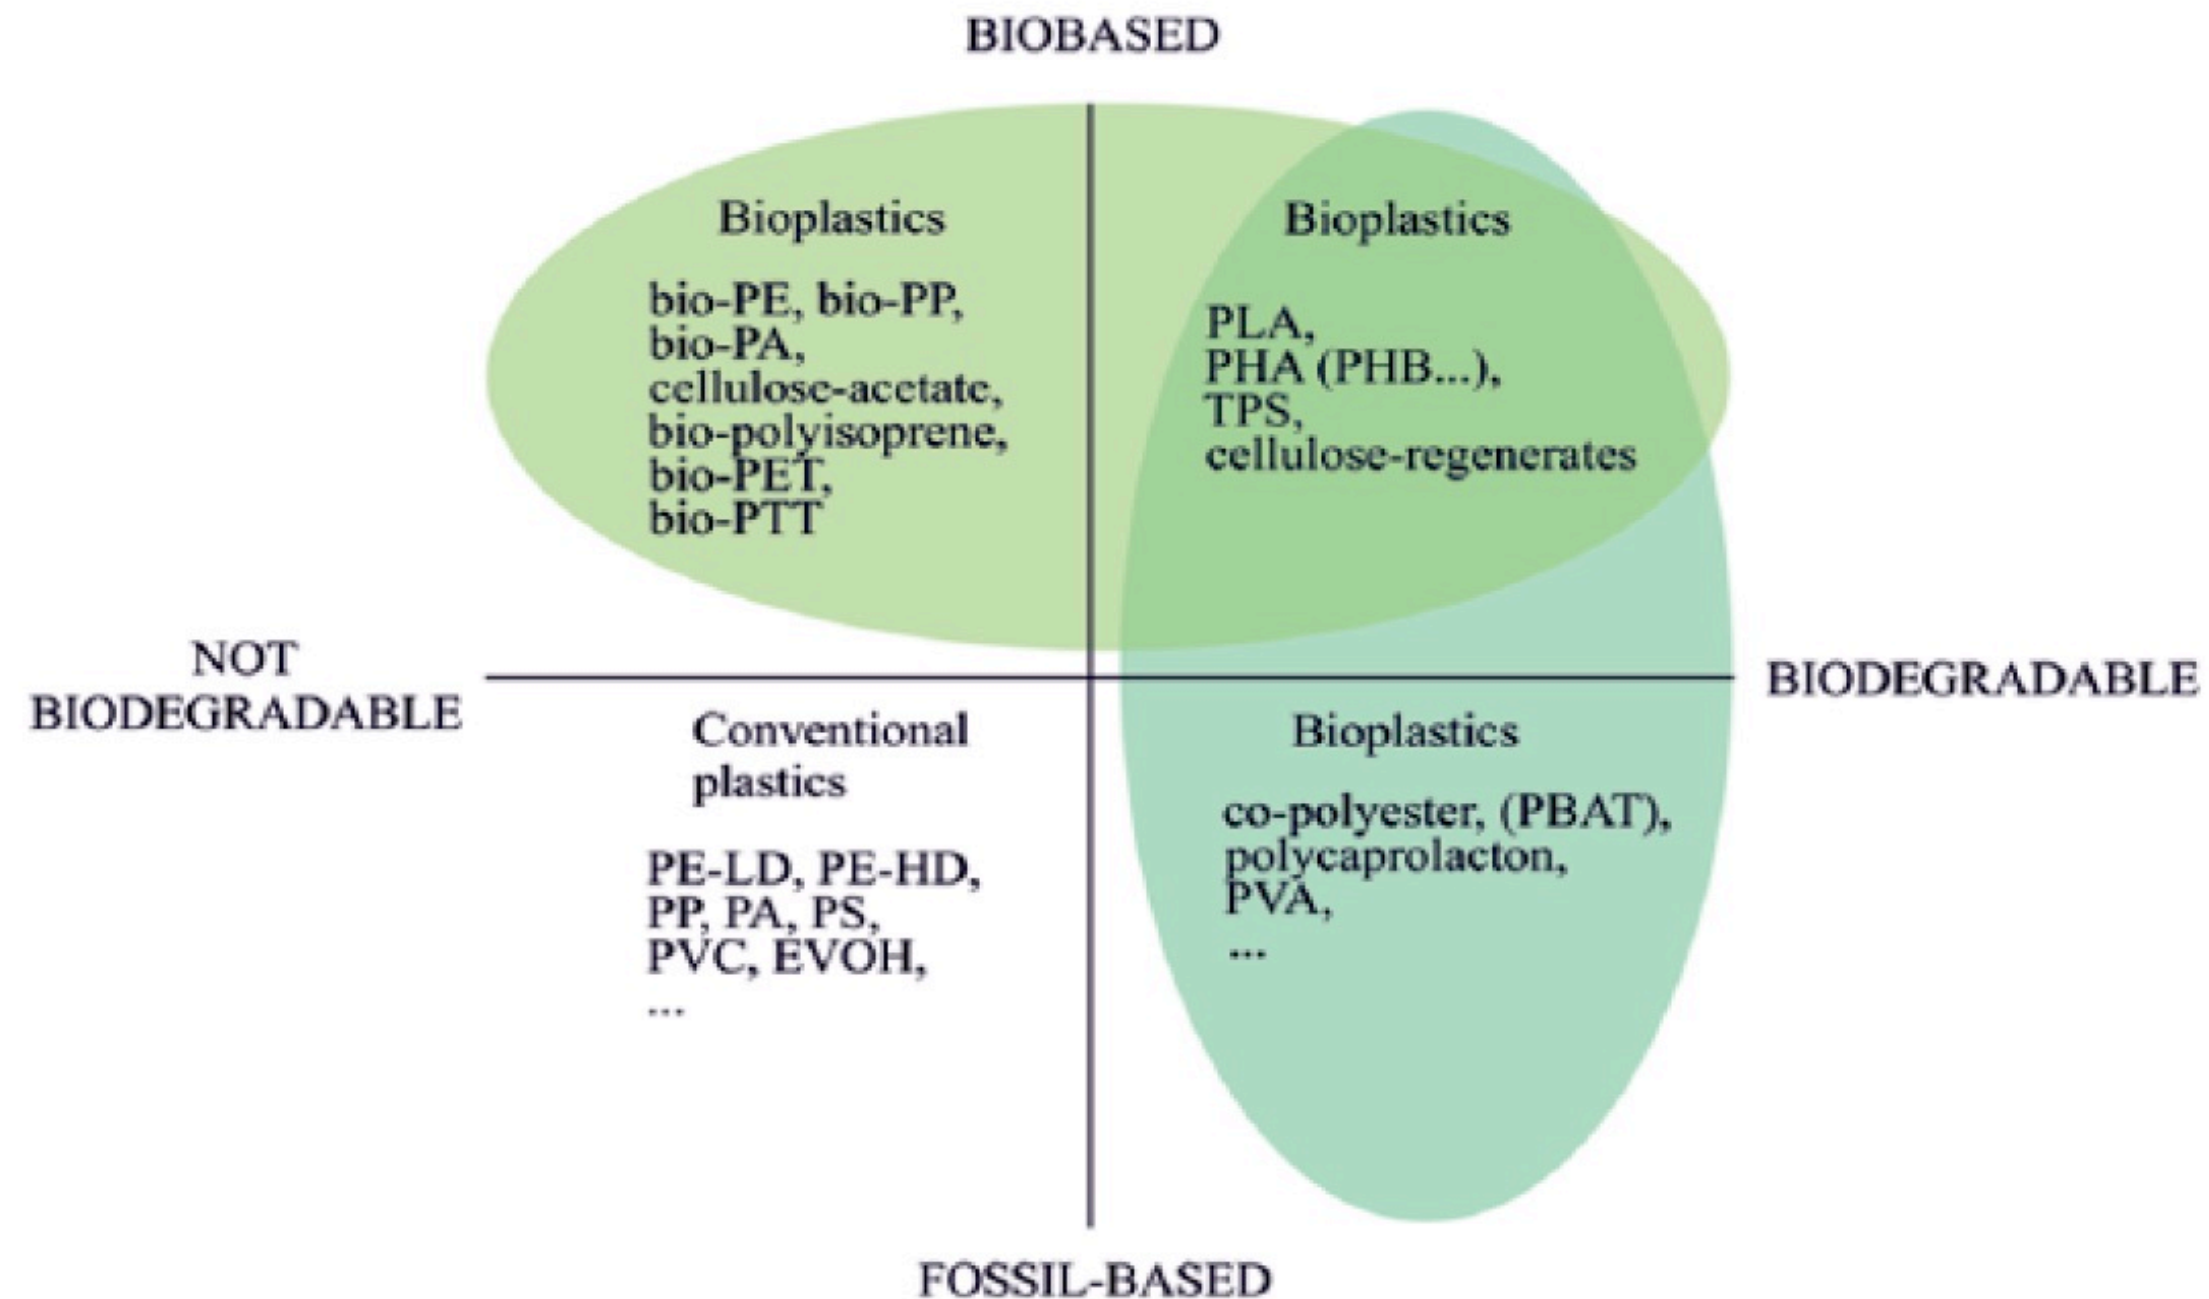 BIOBASED
Bioplastics
bio-PE, bio-PP,
bio-PA,
cellulose-acetate,
bio-polyisoprene,
bio-PET,
bio-PTT
Bioplastics
PLA,
PHA (PHB...),
TPS,
cellulose-regenerates
NOT
BIODEGRADABLE
BIODEGRADABLE
Conventional
plastics
PE-LD, PE-HD,
PP, PA, PS,
PVC, EVOH,
...
Bioplastics
co-polyester, (PBAT),
polycaprolacton,
PVA,
...
FOSSIL-BASED